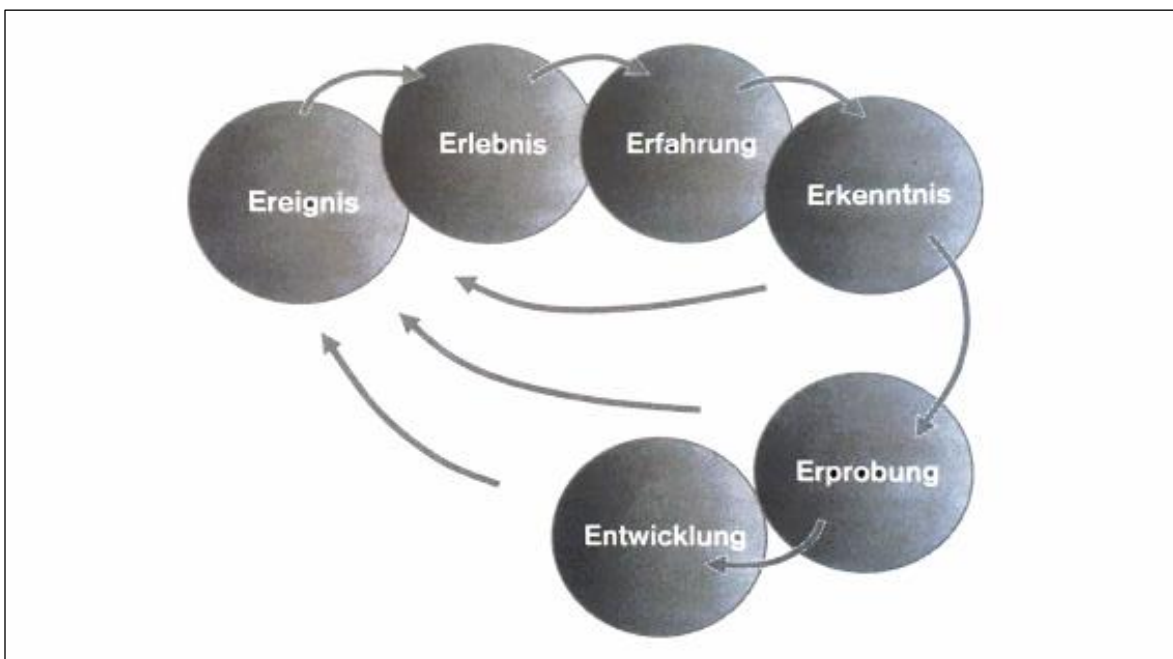 Ereignis
Erlebnis
Erfahrung
Erkenntnis
Erprobung
Entwicklung